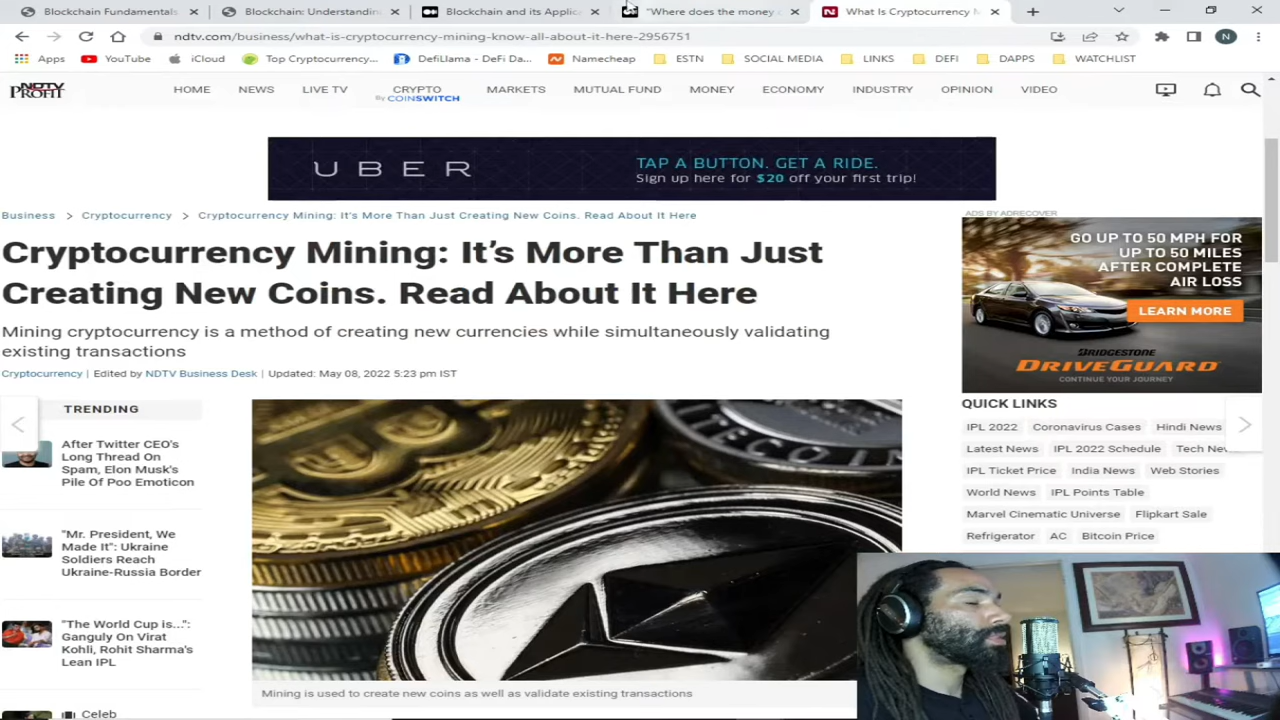 Blockchain Fundamentals
Blockchain: Understandin
Blockchain and its Applica
"Where does the money
What Is Cryptocurrency M
ndtv.com/business/what-is-cryptocurrency-mining-know-all-about-it-here-2956751
N
Apps
YouTube
iCloud
Top Cryptocurrency...
DefiLlama - DeFi Da...
Namecheap
ESTN
SOCIAL MEDIA
LINKS
DEFI
DAPPS
WATCHLIST
NDTV
PROFIT
HOME
NEWS
LIVE TV
CRYPTO
BY COINSWITCH
MARKETS
MUTUAL FUND
MONEY
ECONOMY
INDUSTRY
OPINION
VIDEO
UBER
TAP A BUTTON. GET A RIDE.
Sign up here for $20 off your first trip!
Business > Cryptocurrency > Cryptocurrency Mining: It's More Than Just Creating New Coins. Read About It Here
ADS BY ADRECOVER
Cryptocurrency Mining: It's More Than Just
Creating New Coins. Read About It Here
Mining cryptocurrency is a method of creating new currencies while simultaneously validating
existing transactions
Cryptocurrency | Edited by NDTV Business Desk | Updated: May 08, 2022 5:23 pm IST
GO UP TO 50 MPH FOR
UP TO 50 MILES
AFTER COMPLETE
AIR LOSS
LEARN MORE
BRIDGESTONE
DRIVEGUARD
CONTINUE YOUR JOURNEY
TRENDING
After Twitter CEO's
Long Thread On
Spam, Elon Musk's
Pile Of Poo Emoticon
"Mr. President, We
Made It": Ukraine
Soldiers Reach
Ukraine-Russia Border
"The World Cup is...":
Ganguly On Virat
Kohli, Rohit Sharma's
Lean IPL
Celeb
Mining is used to create new coins as well as validate existing transactions
QUICK LINKS
IPL 2022
Coronavirus Cases
Hindi News
Latest News
IPL 2022 Schedule
Tech New
IPL Ticket Price
India News
Web Stories
World News
IPL Points Table
Marvel Cinematic Universe
Flipkart Sale
Refrigerator
AC
Bitcoin Price